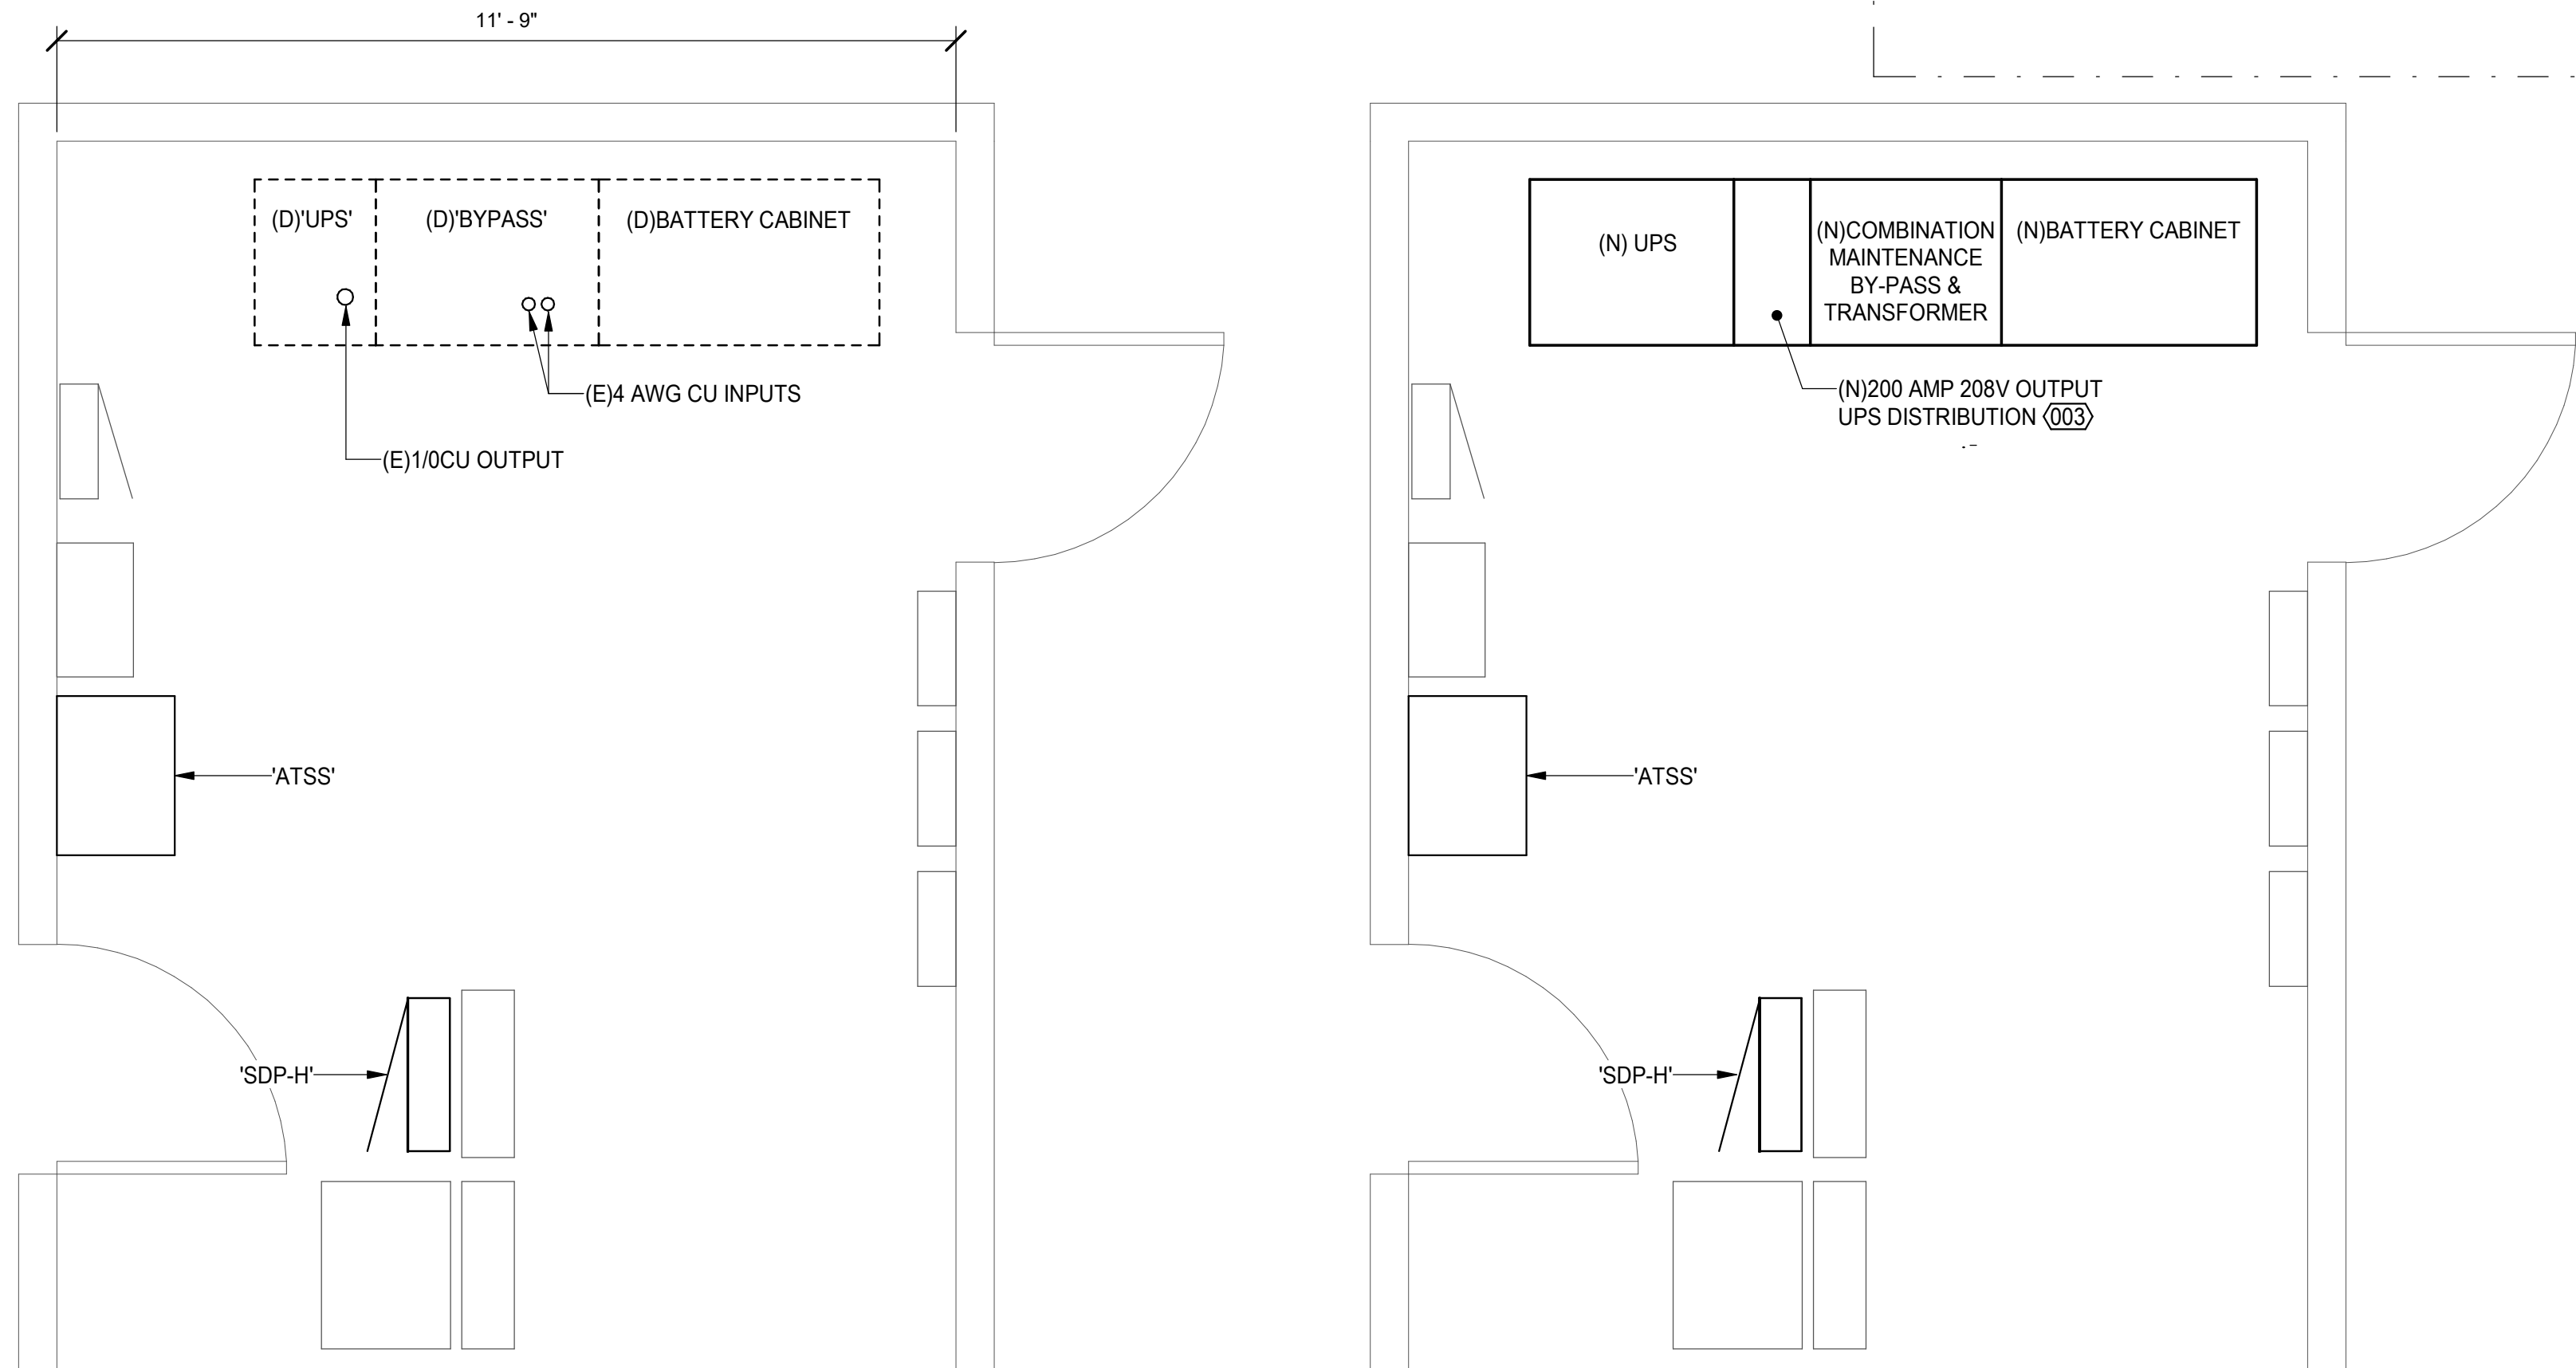 11' - 9"
(D)'UPS'
(D)'BYPASS'
(D)BATTERY CABINET
(E)4 AWG CU INPUTS
(E)1/0CU OUTPUT
'ATSS'
'SDP-H'
(N) UPS
(N)COMBINATION
MAINTENANCE
BY-PASS &
TRANSFORMER
(N)BATTERY CABINET
(N)200 AMP 208V OUTPUT
UPS DISTRIBUTION 003
'ATSS'
'SDP-H'